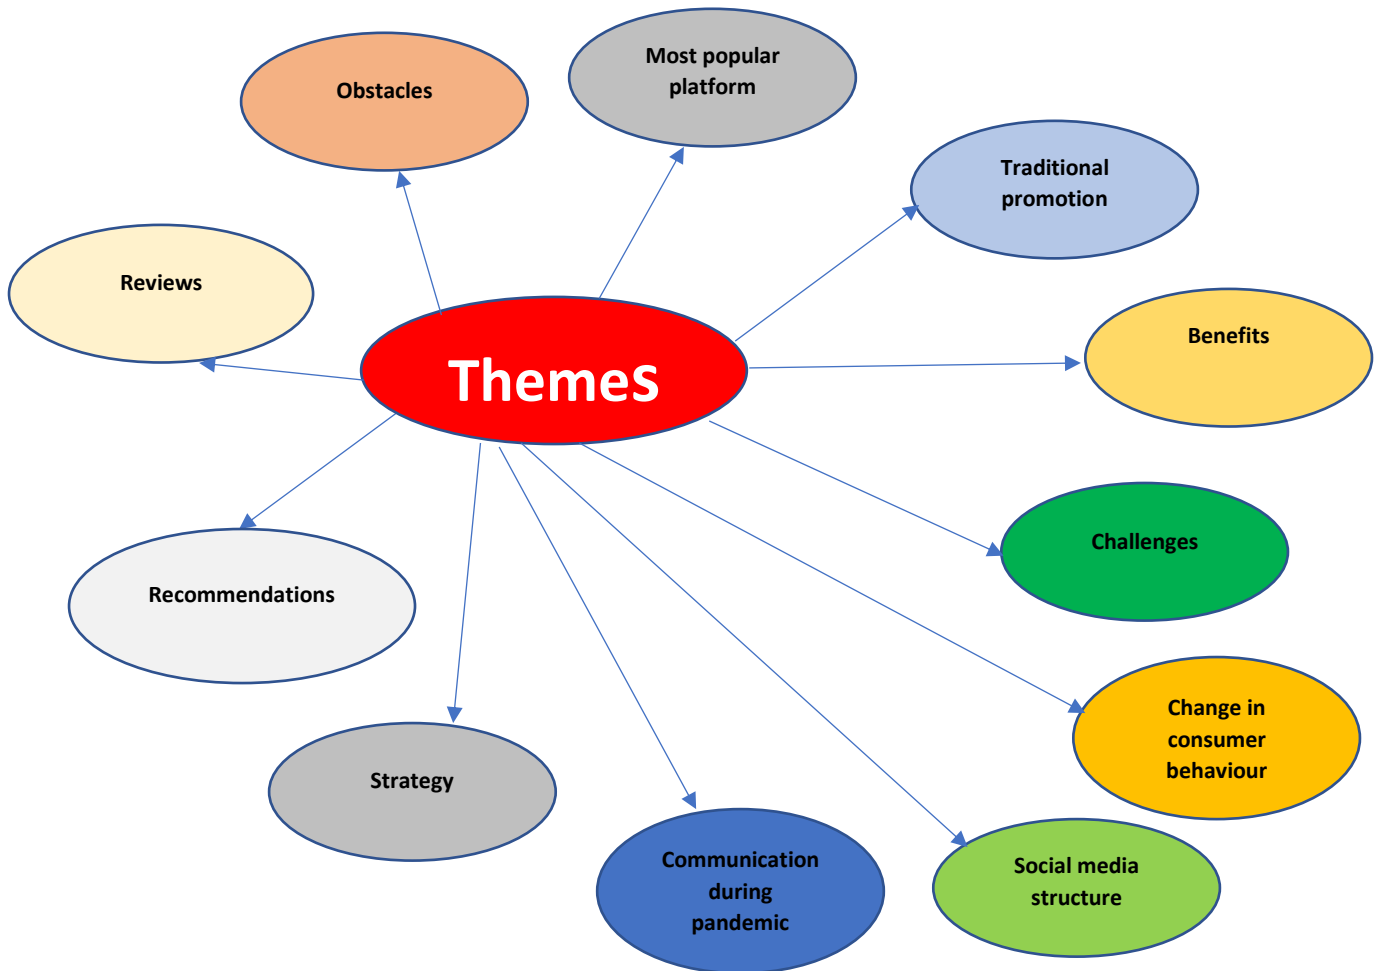 Most popular
platform
Obstacles
Traditional
promotion
Reviews
Benefits
Themes
Challenges
Recommendations
Change in
consumer
behaviour
Strategy
Communication
during
pandemic
Social media
structure